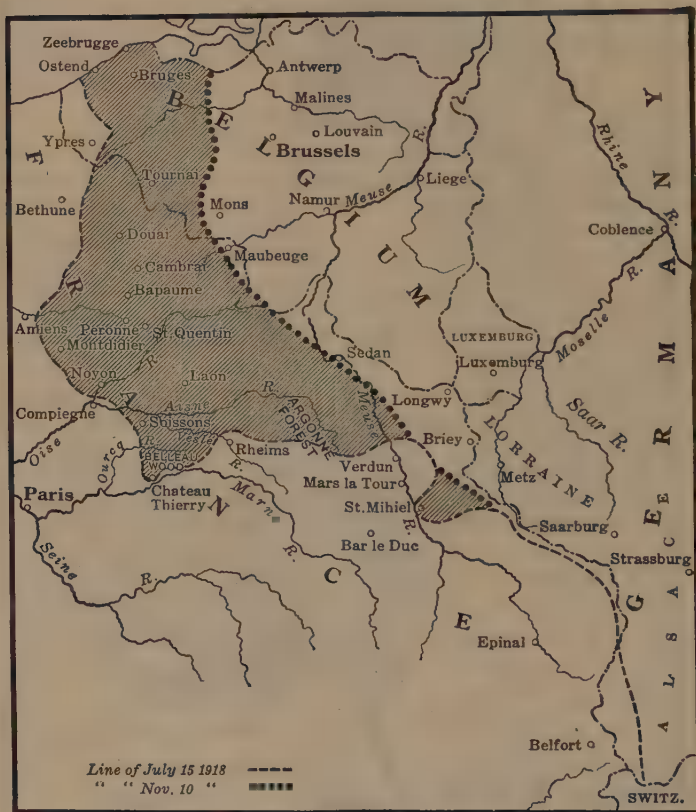 Zeebrugge
Ostend
Bruges
Antwerp
Malines
Louvain
Brussels
Ypres
Tournai
Bethune
Mons
Namur
Meuse
R.
Liege
Rhine
R.
Coblence
Douai
Cambrai
Bapaume
Maubeuge
Amiens
Peronne
St. Quentin
Montdidier
Noyon
Laon
R.
R.
Sedan
LUXEMBURG
Luxemburg
Moselle
R.
Longwy
Compiegne
Aisne
Soissons
Vesle
R.
Oise
Ourcq
BELLEAU
WOOD
Rheims
R.
ARGONNE
FOREST
Meuse
Briey
LORRAINE
Saar R.
Metz
Verdun
Mars la Tour
Paris
Chateau
Thierry
Marn
R.
St. Mihiel
R.
Bar le Duc
Saarburg
Strassburg
Seine
R.
Epinal
Belfort
SWITZ.
BELGIUM
FRANCE
GERMANY
ALSACE
Line of July 15 1918
" " Nov. 10 "